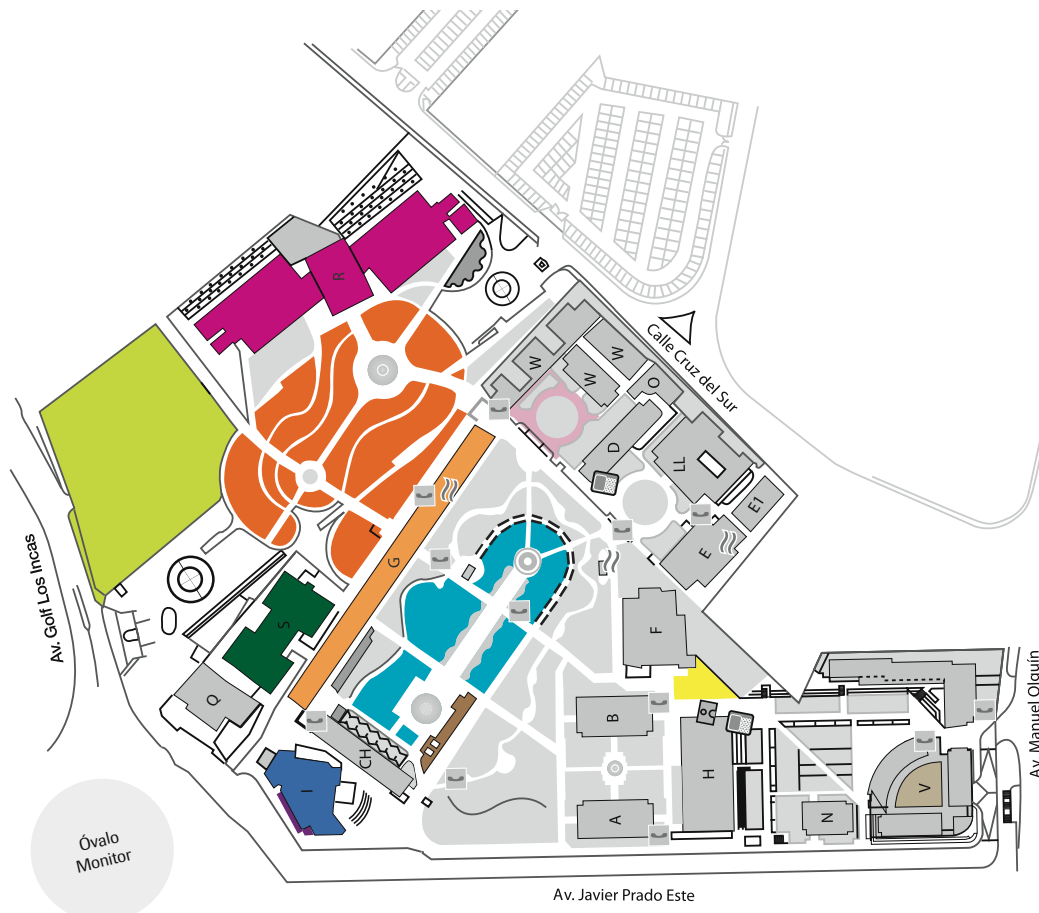 R
Calle Cruz del Sur
W
W
W
O
D
LL
E1
E
G
F
S
Q
Av. Golf Los Incas
B
CH
H
I
A
N
V
Av. Manuel Olguín
Óvalo
Monitor
Av. Javier Prado Este